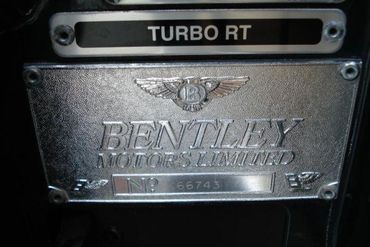 TURBO RT
B
BENTLEY
MOTORS LIMITED
Nº 66743